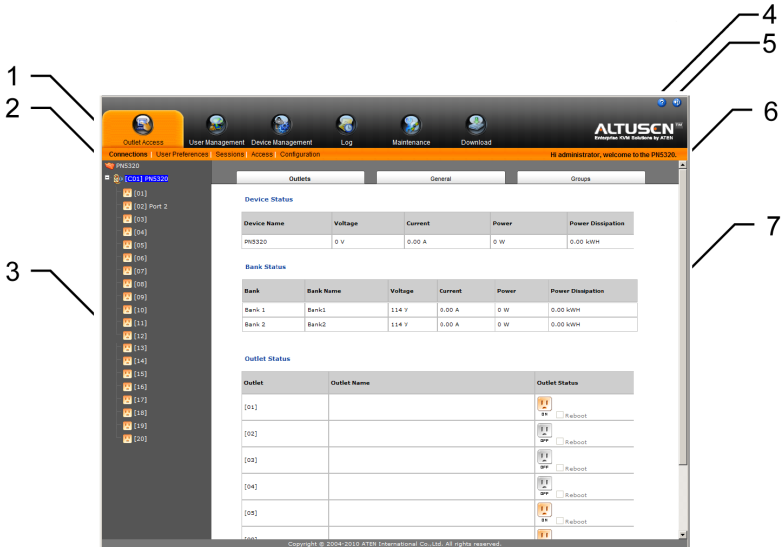 4
5
1
2
6
7
3
ALTUSEN™
Enterprise KVM Solutions by ATEN
Outlet Access User Management Device Management Log Maintenance Download
Connections User Preferences Sessions Access Configuration Hi administrator, welcome to the PN5320.
PN5320
[C01] PN5320
[01]
[02] Port 2
[03]
[04]
[05]
[06]
[07]
[08]
[09]
[10]
[11]
[12]
[13]
[14]
[15]
[16]
[17]
[18]
[19]
[20]
Outlets General Groups
Device Status
Device Name Voltage Current Power Power Dissipation
PN5320 0 V 0.00 A 0 W 0.00 kWH
Bank Status
Bank Bank Name Voltage Current Power Power Dissipation
Bank 1 Bank1 114 V 0.00 A 0 W 0.00 kWH
Bank 2 Bank2 114 V 0.00 A 0 W 0.00 kWH
Outlet Status
Outlet Outlet Name Outlet Status
[01] ON Reboot
[02] OFF Reboot
[03] OFF Reboot
[04] OFF Reboot
[05] ON Reboot
Copyright © 2004-2010 ATEN International Co.,Ltd. All rights reserved.